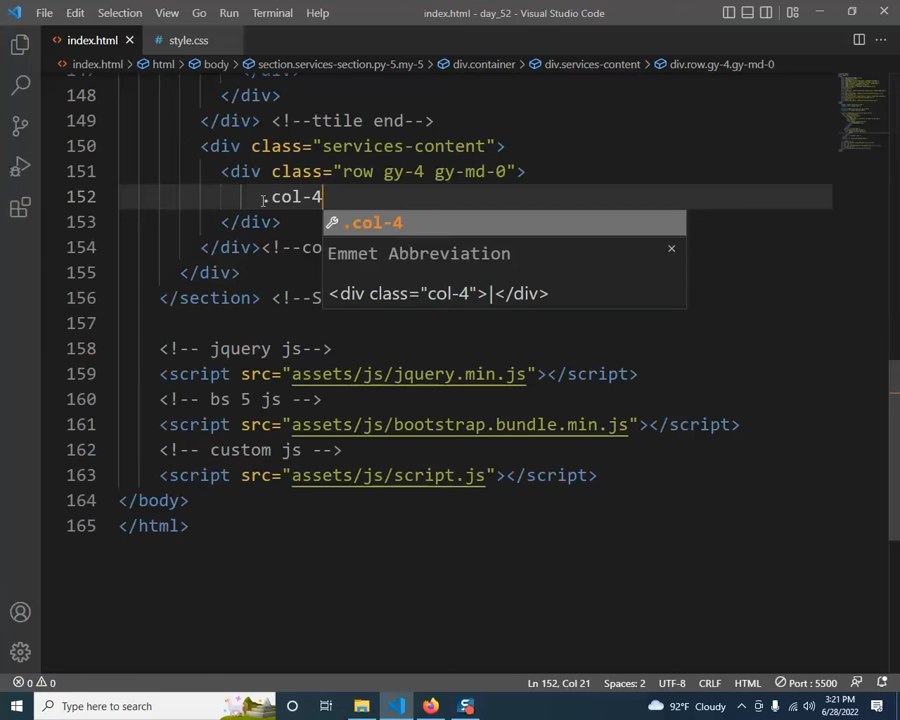 File Edit Selection View Go Run Terminal Help index.html - day_52 - Visual Studio Code
index.html style.css
index.html > html > body > section.services-section.py-5.my-5 > div.container > div.services-content > div.row.gy-4.gy-md-0
148 </div>
149 </div> <!--ttile end-->
150 <div class="services-content">
151 <div class="row gy-4 gy-md-0">
152 .col-4
153 </div>
154 </div><!--co
155 </div>
156 </section> <!--S
157
158 <!-- jquery js-->
159 <script src="assets/js/jquery.min.js"></script>
160 <!-- bs 5 js -->
161 <script src="assets/js/bootstrap.bundle.min.js"></script>
162 <!-- custom js -->
163 <script src="assets/js/script.js"></script>
164 </body>
165 </html>
.col-4
Emmet Abbreviation
<div class="col-4">|</div>
0 0 Ln 152, Col 21 Spaces: 2 UTF-8 CRLF HTML Port : 5500
Type here to search 92°F Cloudy 3:21 PM
6/28/2022